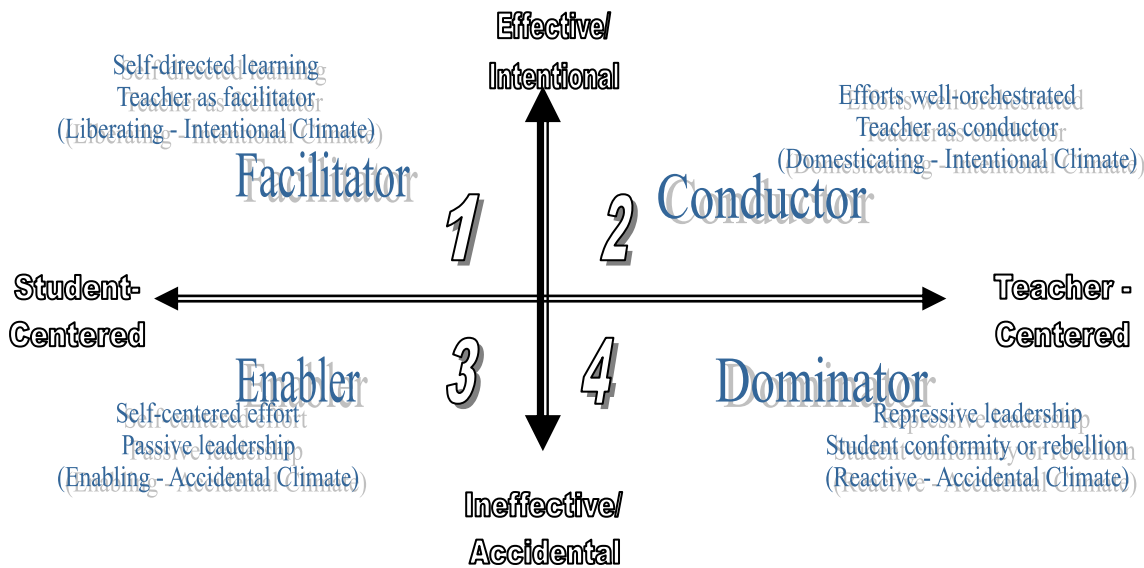 Effective/
Intentional
Self-directed learning
Teacher as facilitator
(Liberating - Intentional Climate)
Facilitator
1
Efforts well-orchestrated
Teacher as conductor
(Domesticating - Intentional Climate)
Conductor
2
Student-
Centered
Teacher -
Centered
Enabler
3
Self-centered effort
Passive leadership
(Enabling - Accidental Climate)
4
Dominator
Repressive leadership
Student conformity or rebellion
(Reactive - Accidental Climate)
Ineffective/
Accidental